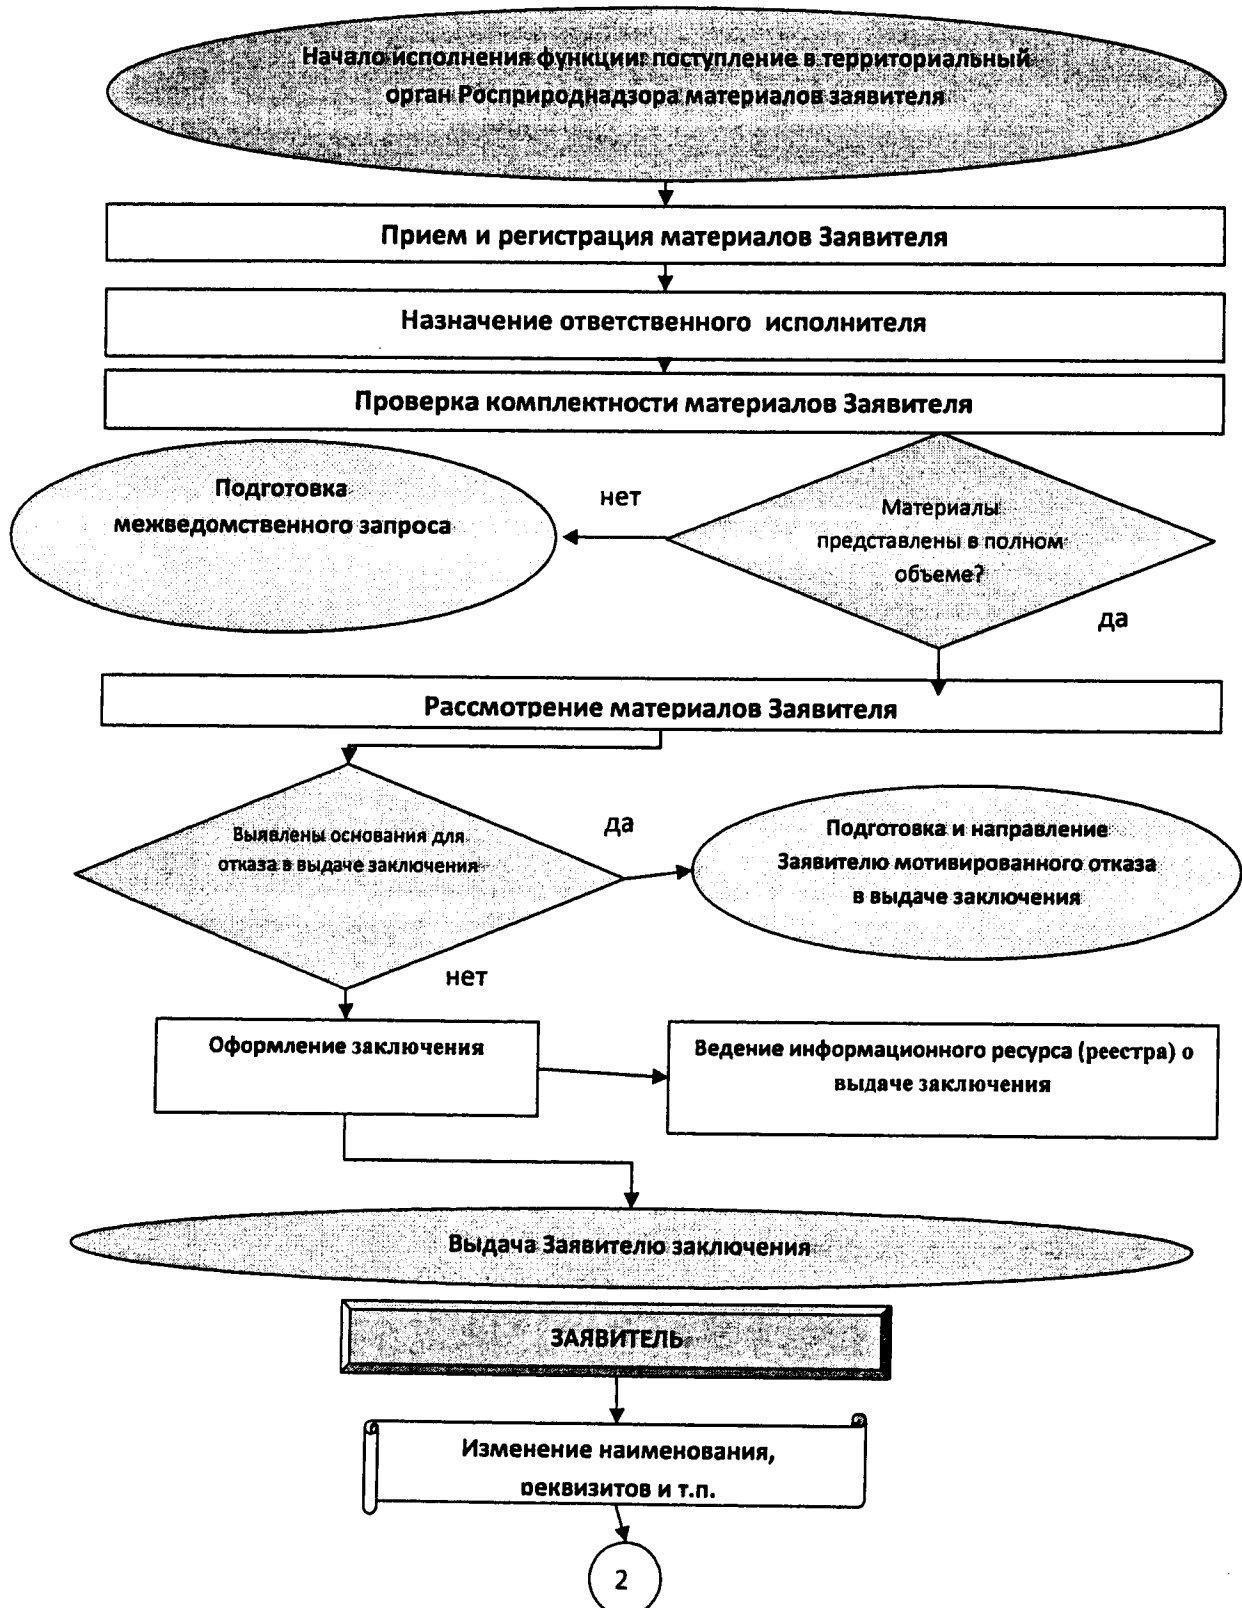 Начало исполнения функции: поступление в территориальный
орган Росприроднадзора материалов заявителя
Прием и регистрация материалов Заявителя
Назначение ответственного исполнителя
Проверка комплектности материалов Заявителя
Подготовка
межведомственного запроса
нет
Материалы
представлены в полном
объеме?
да
Рассмотрение материалов Заявителя
Выявлены основания для
отказа в выдаче заключения
да
Подготовка и направление
Заявителю мотивированного отказа
в выдаче заключения
нет
Оформление заключения
Ведение информационного ресурса (реестра) о
выдаче заключения
Выдача Заявителю заключения
ЗАЯВИТЕЛЬ
Изменение наименования,
реквизитов и т.п.
2